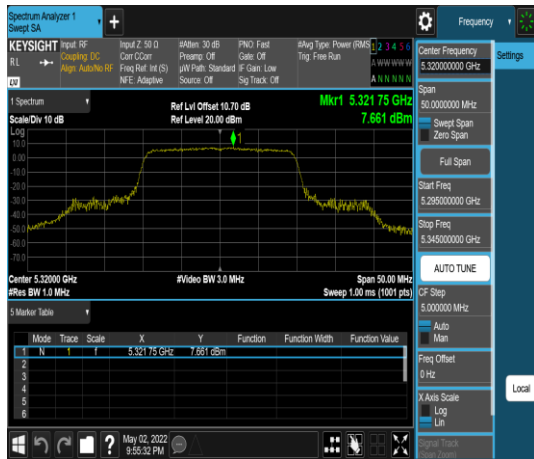 Spectrum Analyzer 1
Swept SA
Frequency
KEYSIGHT
RL
Input: RF
Coupling: DC
Align: Auto/No RF
Input Z: 50 Ω
Corr CCorr
Freq Ref: Int (S)
NFE: Adaptive
#Atten: 30 dB
Preamp: Off
µW Path: Standard
Source: Off
PNO: Fast
Gate: Off
IF Gain: Low
Sig Track: Off
#Avg Type: Power (RMS)
Trig: Free Run
1 2 3 4 5 6
A W W W W W
A N N N N N
LXI
1 Spectrum
Scale/Div 10 dB
Ref Lvl Offset 10.70 dB
Ref Level 20.00 dBm
Mkr1 5.321 75 GHz
7.661 dBm
Log
1
10.0
0.00
-10.0
-20.0
-30.0
-40.0
-50.0
-60.0
-70.0
Center 5.32000 GHz
#Res BW 1.0 MHz
#Video BW 3.0 MHz
Span 50.00 MHz
Sweep 1.00 ms (1001 pts)
5 Marker Table
Mode Trace Scale X Y Function Function Width Function Value
1 N 1 f 5.321 75 GHz 7.661 dBm
2
3
4
5
6
May 02, 2022
9:55:32 PM
Center Frequency
5.320000000 GHz
Settings
Span
50.0000000 MHz
Swept Span
Zero Span
Full Span
Start Freq
5.295000000 GHz
Stop Freq
5.345000000 GHz
AUTO TUNE
CF Step
5.000000 MHz
Auto
Man
Freq Offset
0 Hz
X Axis Scale
Log
Lin
Local
Signal Track
(Span Zoom)